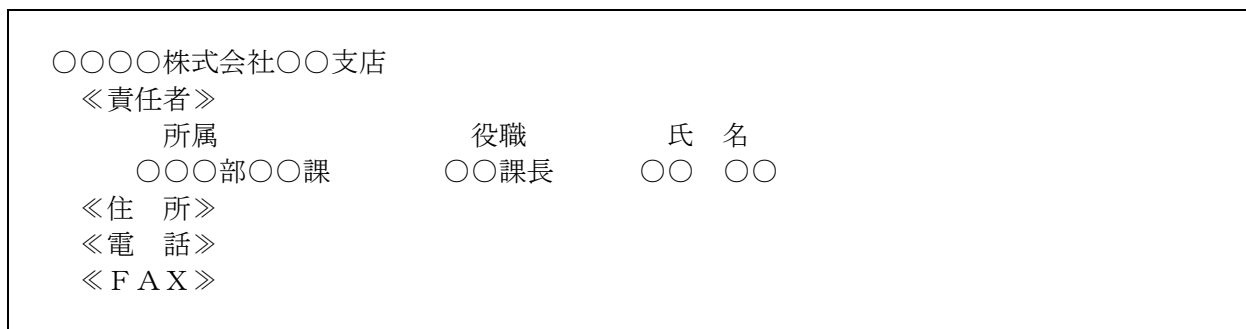 ○○○○株式会社○○支店
≪責任者≫
所属　役職　氏　名
○○○部○○課　○○課長　○○　○○
≪住　所≫
≪電　話≫
≪ＦＡＸ≫